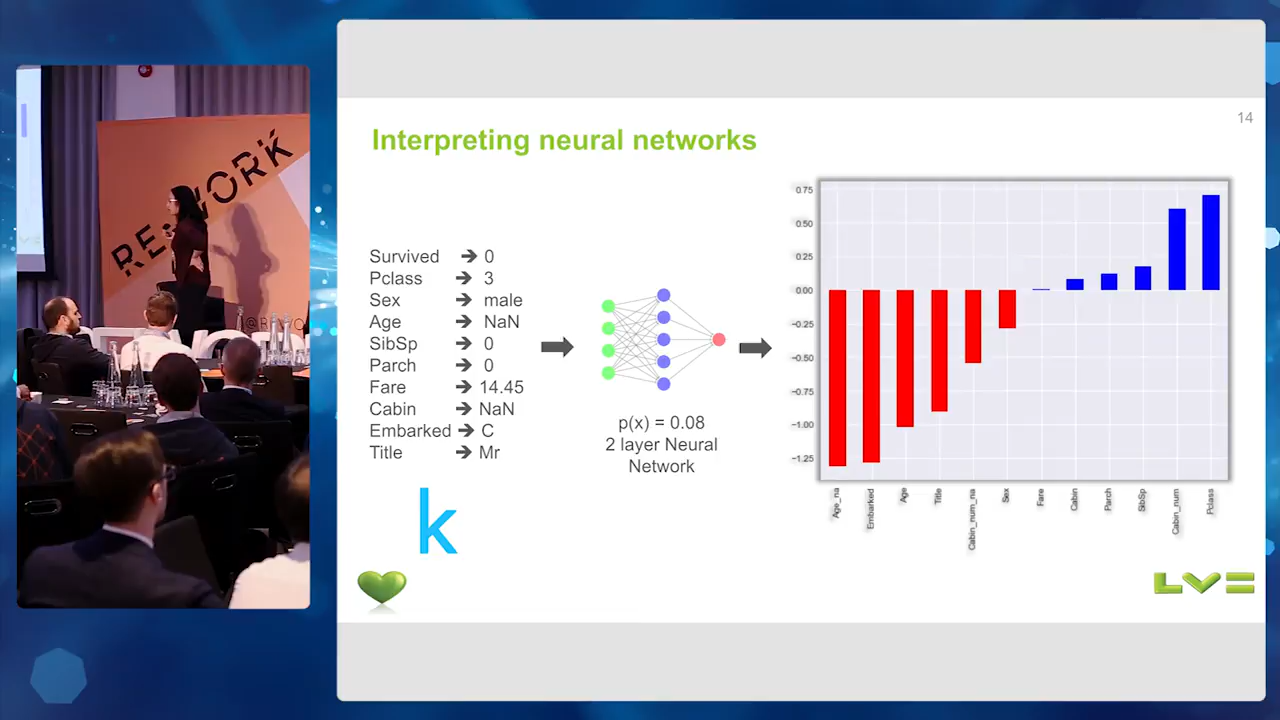 14
Interpreting neural networks
RE•WORK
Survived → 0
Pclass → 3
Sex → male
Age → NaN
SibSp → 0
Parch → 0
Fare → 14.45
Cabin → NaN
Embarked → C
Title → Mr
p(x) = 0.08
2 layer Neural
Network
0.75
0.50
0.25
0.00
−0.25
−0.50
−0.75
−1.00
−1.25
Age_na
Embarked
Age
Title
Cabin_num_na
Sex
Fare
Cabin
Parch
SibSp
Cabin_num
Pclass
k
LV=